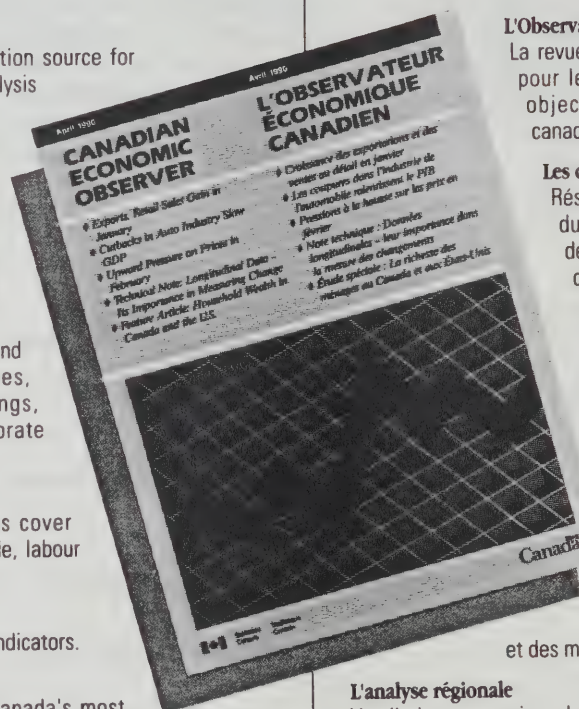 tion source for
lysis
nd
es,
ngs,
orate
s cover
e, labour
ndicators.
anada's most
April 1990
CANADIAN
ECONOMIC
OBSERVER
Exports, Retail Sales Gain in
January
Cutbacks in Auto Industry Slow
GDP
Upward Pressure on Prices in
February
Technical Note: Longitudinal Data –
Its Importance in Measuring Change
Feature Article: Household Wealth in
Canada and the U.S.
Avril 1990
L'OBSERVATEUR
ÉCONOMIQUE
CANADIEN
Croissance des exportations et des
ventes au détail en janvier
Les coupures dans l'industrie de
l'automobile ralentissent le PIB
Pressions à la hausse sur les prix en
février
Note technique : Données
longitudinales – leur importance dans
la mesure des changements
Étude spéciale : La richesse des
ménages au Canada et aux États-Unis
Statistics Statistique
Canada Canada
Canada
L'Observa
La revue
pour le
objec
canad
Les c
Rés
du
de
et des m
L'analyse régionale